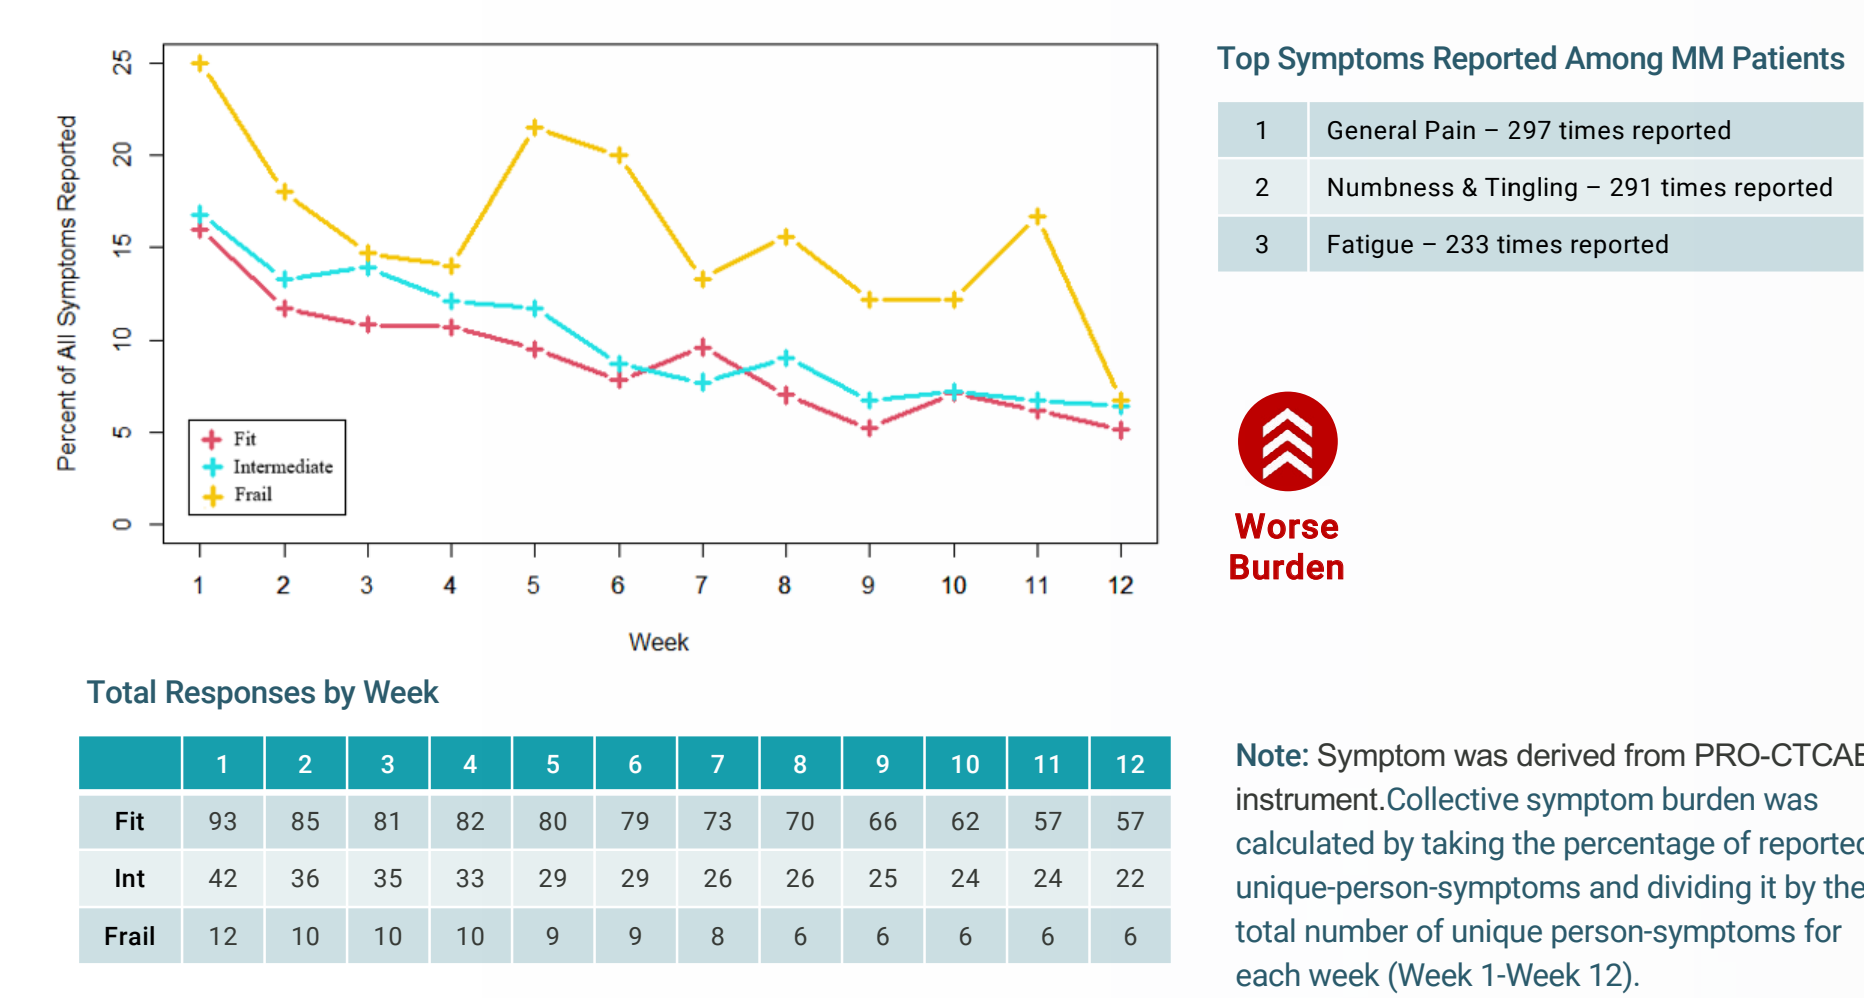 Percent of All Symptoms Reported
25
20
15
10
5
0
Fit
Intermediate
Frail
1 2 3 4 5 6 7 8 9 10 11 12
Week
Top Symptoms Reported Among MM Patients
1 General Pain – 297 times reported
2 Numbness & Tingling – 291 times reported
3 Fatigue – 233 times reported
Worse
Burden
Total Responses by Week
1 2 3 4 5 6 7 8 9 10 11 12
Fit 93 85 81 82 80 79 73 70 66 62 57 57
Int 42 36 35 33 29 29 26 26 25 24 24 22
Frail 12 10 10 10 9 9 8 6 6 6 6 6
Note: Symptom was derived from PRO-CTCAE
instrument.Collective symptom burden was
calculated by taking the percentage of reported
unique-person-symptoms and dividing it by the
total number of unique person-symptoms for
each week (Week 1-Week 12).